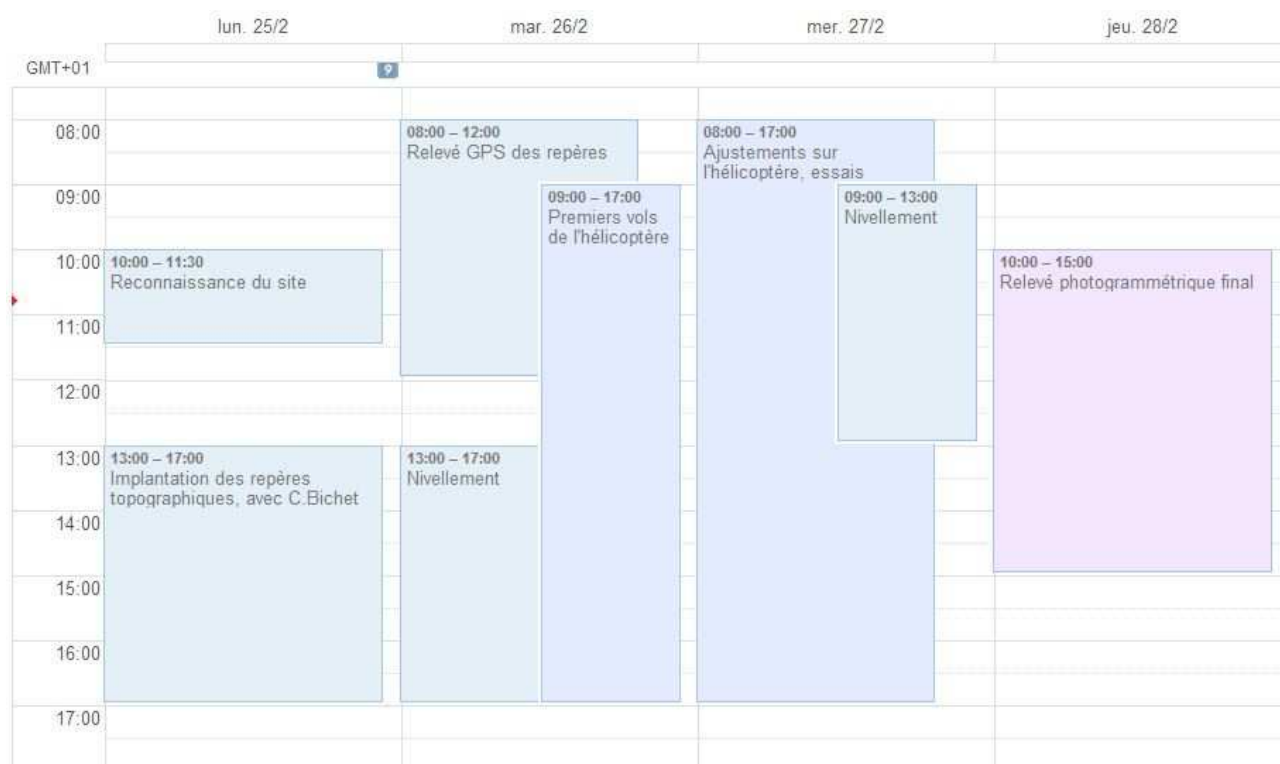 lun. 25/2
mar. 26/2
mer. 27/2
jeu. 28/2
GMT+01
9
08:00
09:00
10:00
11:00
12:00
13:00
14:00
15:00
16:00
17:00
10:00 – 11:30
Reconnaissance du site
13:00 – 17:00
Implantation des repères
topographiques, avec C.Bichet
08:00 – 12:00
Relevé GPS des repères
09:00 – 17:00
Premiers vols
de l'hélicoptère
13:00 – 17:00
Nivellement
08:00 – 17:00
Ajustements sur
l'hélicoptère, essais
09:00 – 13:00
Nivellement
10:00 – 15:00
Relevé photogrammétrique final